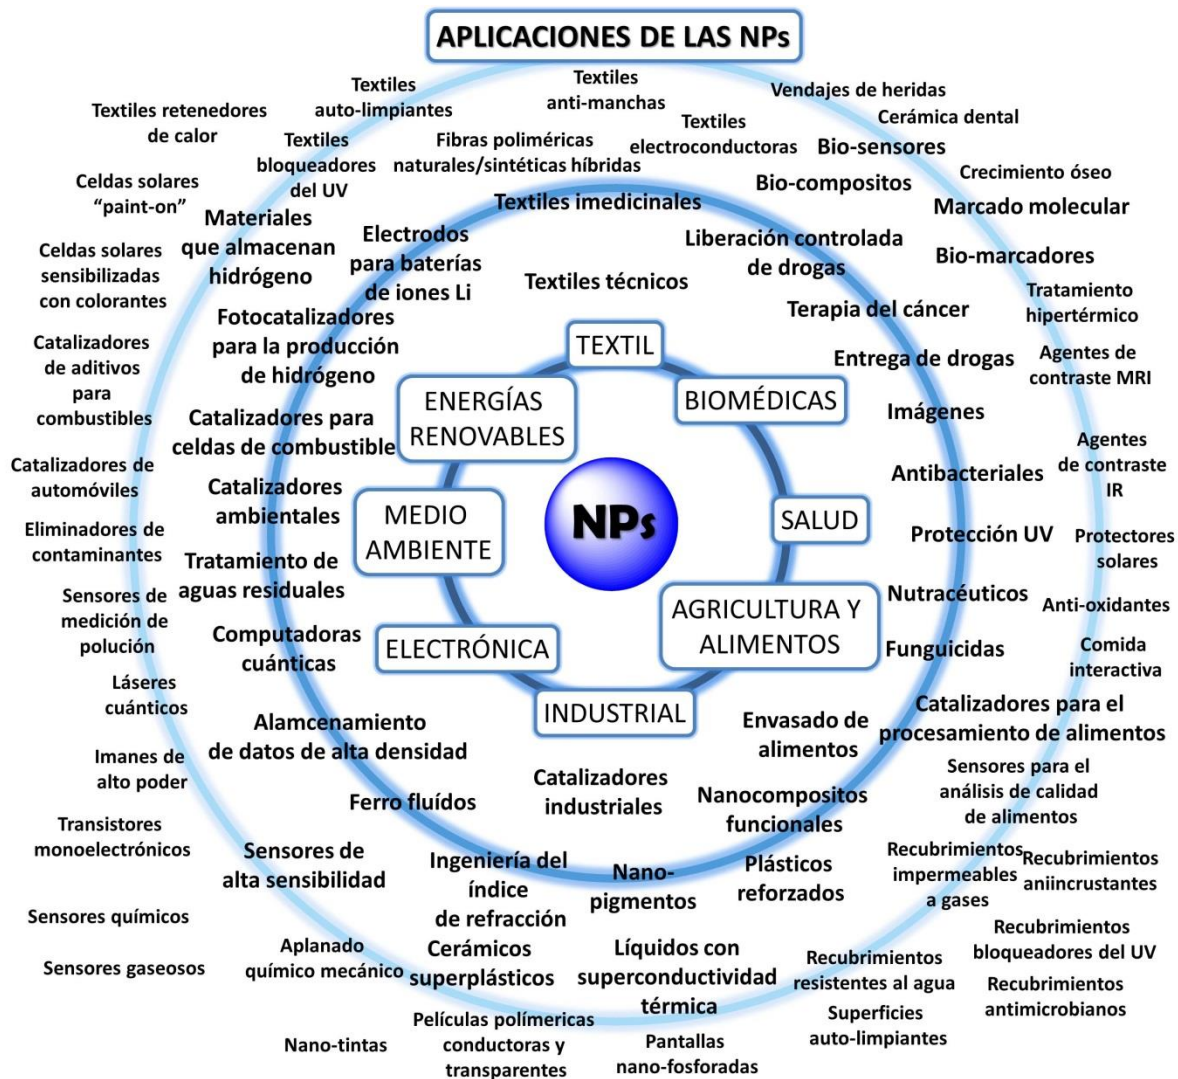 APLICACIONES DE LAS NPs
Textiles retenedores
de calor
Textiles
auto-limpiantes
Textiles
anti-manchas
Vendajes de heridas
Cerámica dental
Textiles
bloqueadores
del UV
Fibras poliméricas
naturales/sintéticas híbridas
Textiles
electroconductoras
Bio-sensores
Celdas solares
“paint-on”
Bio-compositos
Crecimiento óseo
Materiales
que almacenan
hidrógeno
Electrodos
para baterías
de iones Li
Textiles imedicinales
Marcado molecular
Celdas solares
sensibilizadas
con colorantes
Textiles técnicos
Liberación controlada
de drogas
Bio-marcadores
Fotocatalizadores
para la producción
de hidrógeno
Terapia del cáncer
Tratamiento
hipertérmico
Catalizadores
de aditivos
para
combustibles
TEXTIL
Entrega de drogas
Agentes de
contraste MRI
ENERGÍAS
RENOVABLES
BIOMÉDICAS
Imágenes
Catalizadores para
celdas de combustible
Agentes
de contraste
IR
Catalizadores de
automóviles
Catalizadores
ambientales
Antibacteriales
Eliminadores de
contaminantes
MEDIO
AMBIENTE
NPs
SALUD
Protección UV
Protectores
solares
Tratamiento de
aguas residuales
Sensores de
medición de
polución
Nutracéuticos
Anti-oxidantes
Computadoras
cuánticas
ELECTRÓNICA
AGRICULTURA Y
ALIMENTOS
Funguicidas
Comida
interactiva
Láseres
cuánticos
INDUSTRIAL
Alamcenamiento
de datos de alta densidad
Envasado de
alimentos
Catalizadores para el
procesamiento de alimentos
Imanes de
alto poder
Ferro fluídos
Catalizadores
industriales
Nanocompositos
funcionales
Sensores para el
análisis de calidad
de alimentos
Transistores
monoelectrónicos
Sensores de
alta sensibilidad
Ingeniería del
índice
de refracción
Nano-
pigmentos
Plásticos
reforzados
Recubrimientos
impermeables
a gases
Recubrimientos
aniincrustantes
Sensores químicos
Recubrimientos
bloqueadores del UV
Sensores gaseosos
Aplanado
químico mecánico
Cerámicos
superplásticos
Líquidos con
superconductividad
térmica
Recubrimientos
resistentes al agua
Recubrimientos
antimicrobianos
Nano-tintas
Películas polímericas
conductoras y
transparentes
Pantallas
nano-fosforadas
Superficies
auto-limpiantes